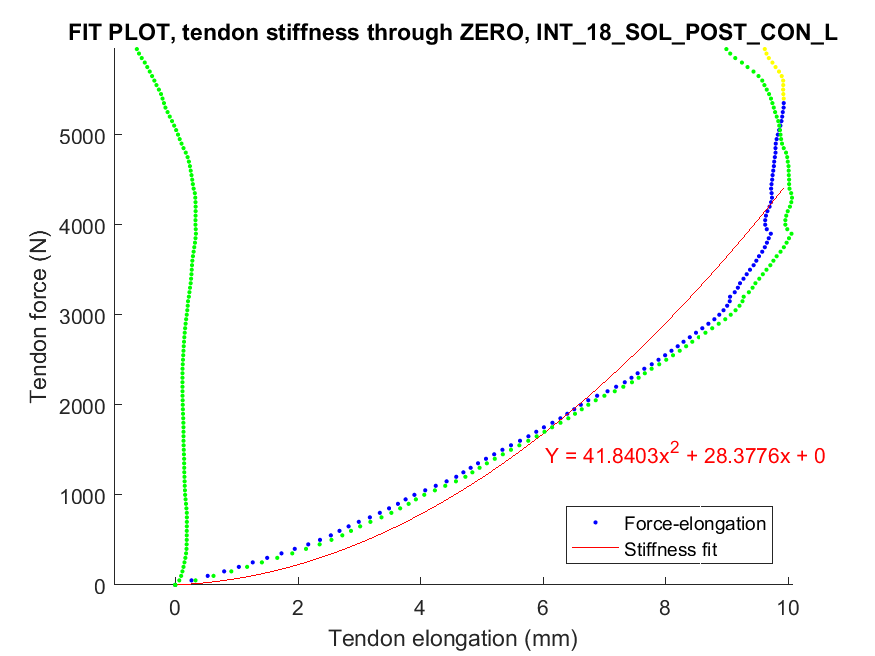 FIT PLOT, tendon stiffness through ZERO, INT_18_SOL_POST_CON_L
Tendon force (N)
5000
4000
3000
2000
1000
0
Y = 41.8403x² + 28.3776x + 0
Force-elongation
Stiffness fit
0 2 4 6 8 10
Tendon elongation (mm)